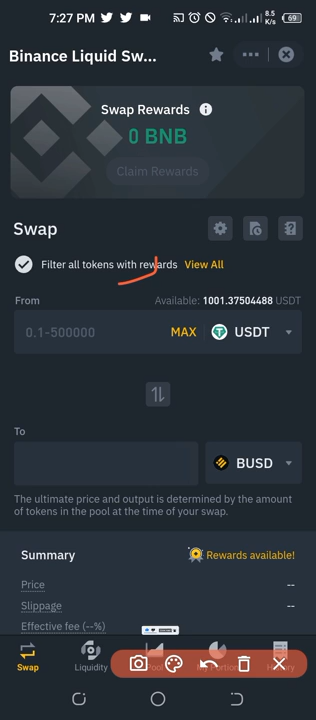 7:27 PM
8.5
K/s
69
Binance Liquid Sw...
Swap Rewards
0 BNB
Claim Rewards
Swap
Filter all tokens with rewards View All
From Available: 1001.37504488 USDT
0.1-500000 MAX USDT
To
BUSD
The ultimate price and output is determined by the amount
of tokens in the pool at the time of your swap.
Summary Rewards available!
Price --
Slippage --
Effective fee (--%)
Swap Liquidity